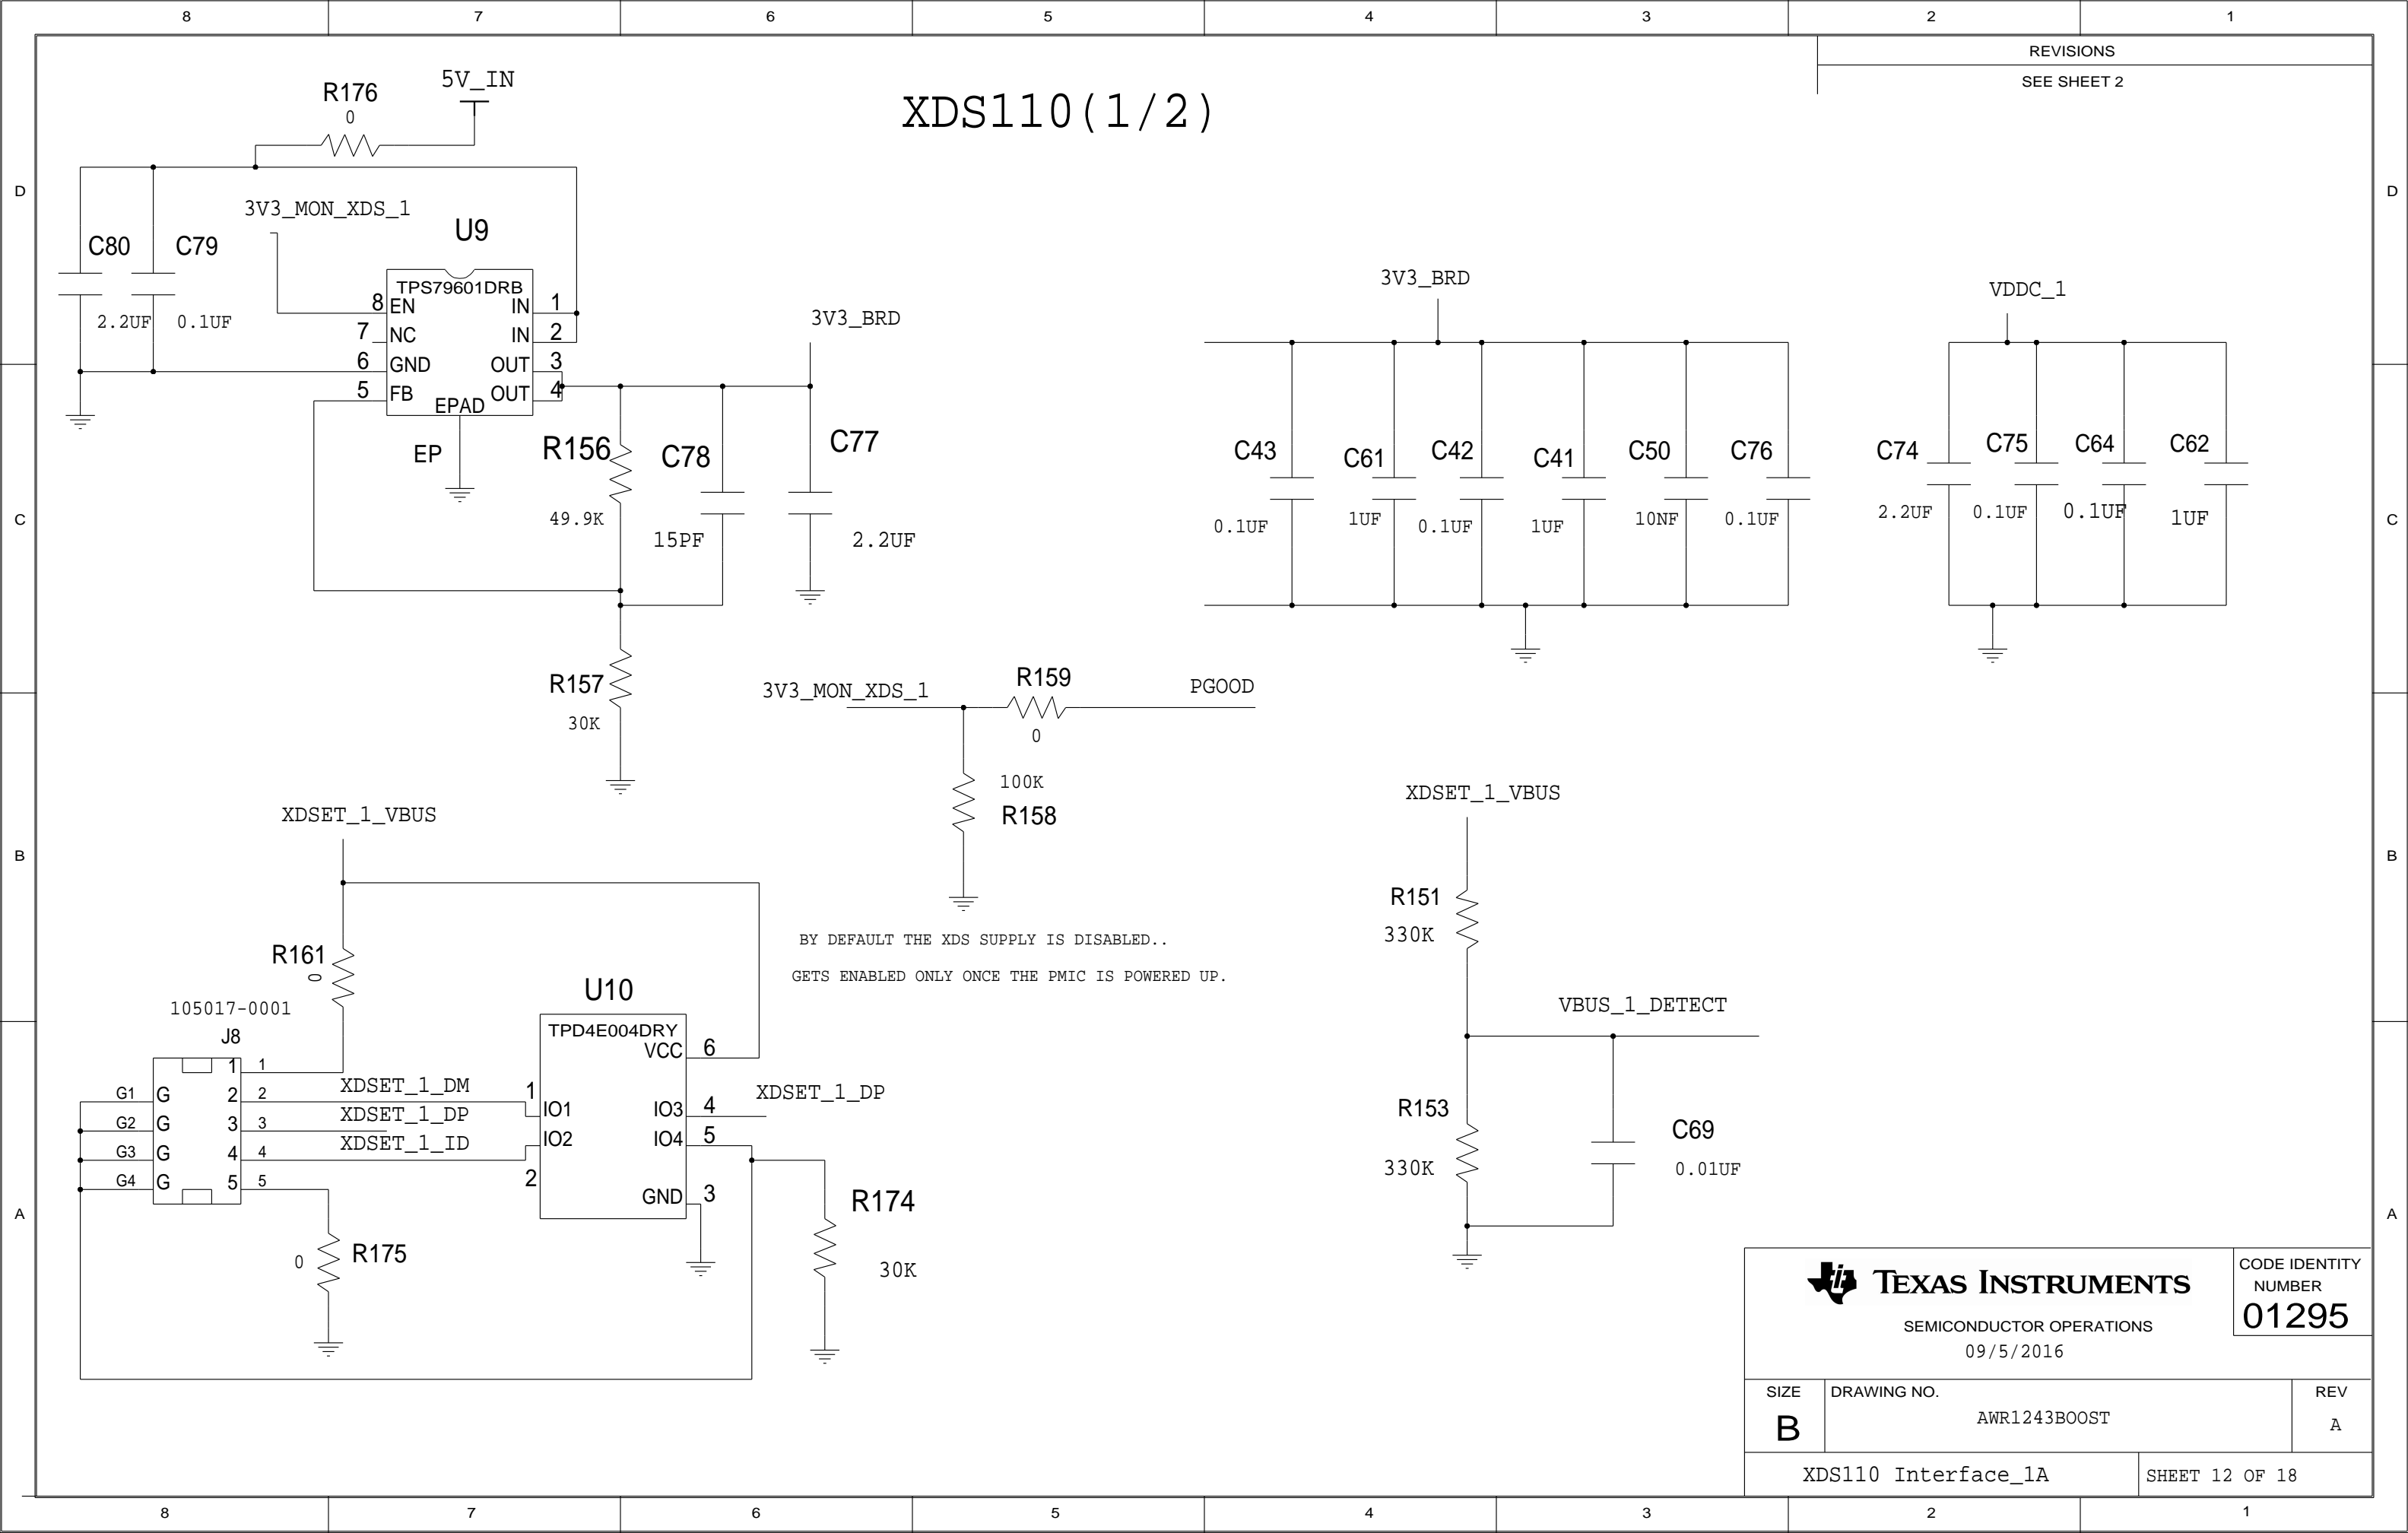 8 7 6 5 4 3 2 1
REVISIONS
SEE SHEET 2
XDS110(1/2)
5V_IN
R176
0
D
D
3V3_MON_XDS_1
U9
C80
C79
2.2UF
0.1UF
TPS79601DRB
8 EN IN 1
7 NC IN 2
6 GND OUT 3
5 FB OUT 4
EPAD
EP
3V3_BRD
R156
49.9K
C78
15PF
C77
2.2UF
R157
30K
3V3_BRD
C43
0.1UF
C61
1UF
C42
0.1UF
C41
1UF
C50
10NF
C76
0.1UF
VDDC_1
C74
2.2UF
C75
0.1UF
C64
0.1UF
C62
1UF
C
C
3V3_MON_XDS_1
R159
0
PGOOD
100K
R158
BY DEFAULT THE XDS SUPPLY IS DISABLED..
GETS ENABLED ONLY ONCE THE PMIC IS POWERED UP.
B
B
XDSET_1_VBUS
R161
0
105017-0001
J8
G1 G
G2 G
G3 G
G4 G
1 1
2 2
3 3
4 4
5 5
XDSET_1_DM
XDSET_1_DP
XDSET_1_ID
U10
TPD4E004DRY
VCC 6
1 IO1
IO3 4
IO2
IO4 5
2
GND 3
XDSET_1_DP
R174
30K
R175
0
XDSET_1_VBUS
R151
330K
VBUS_1_DETECT
R153
330K
C69
0.01UF
A
A
TEXAS INSTRUMENTS
SEMICONDUCTOR OPERATIONS
09/5/2016
CODE IDENTITY
NUMBER
01295
SIZE
B
DRAWING NO.
AWR1243BOOST
REV
A
XDS110 Interface_1A
SHEET 12 OF 18
8 7 6 5 4 3 2 1